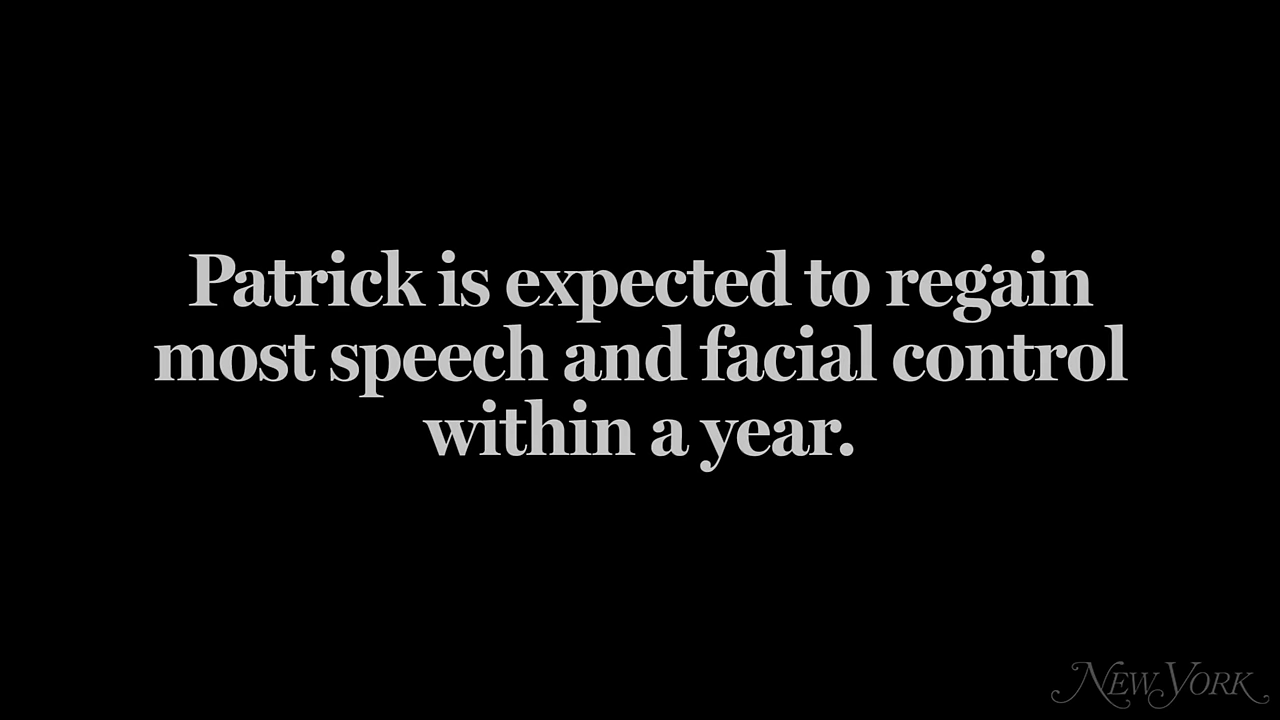 Patrick is expected to regain
most speech and facial control
within a year.
NEW YORK